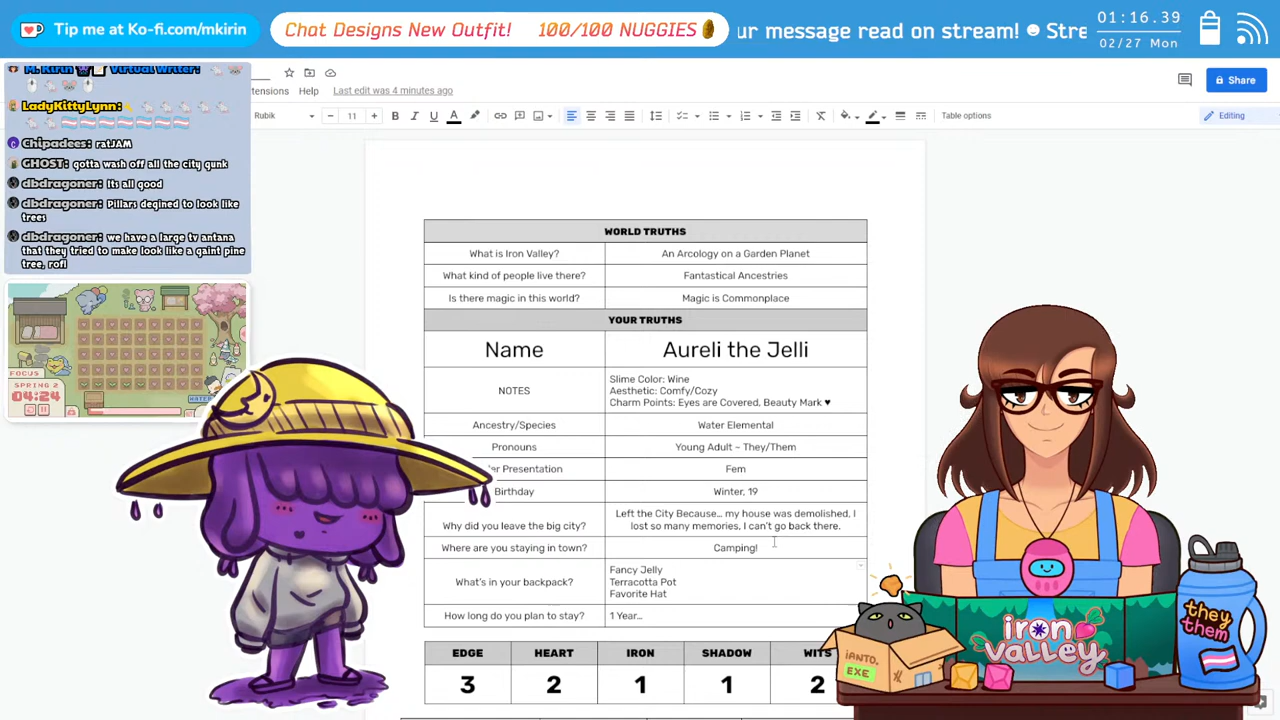 Tip me at Ko-fi.com/mkirin
Chat Designs New Outfit! 100/100 NUGGIES
ur message read on stream! ☻ Stre
01:16.39
02/27 Mon
M. Kirin Virtual Writer:
LadyKittyLynn:
Chipadees: ratJAM
GHOST: gotta wash off all the city gunk
dbdragoner: Its all good
dbdragoner: Pillars deqined to look like
trees
dbdragoner: we have a large tv antana
that they tried to make look like a gaint pine
tree, rofl
FOCUS
SPRING 2
04:24
tensions Help Last edit was 4 minutes ago
Share
Rubik 11 B I U A Table options Editing
WORLD TRUTHS
What is Iron Valley? An Arcology on a Garden Planet
What kind of people live there? Fantastical Ancestries
Is there magic in this world? Magic is Commonplace
YOUR TRUTHS
Name Aureli the Jelli
NOTES
Slime Color: Wine
Aesthetic: Comfy/Cozy
Charm Points: Eyes are Covered, Beauty Mark ♥
Ancestry/Species Water Elemental
Pronouns Young Adult – They/Them
er Presentation Fem
Birthday Winter, 19
Why did you leave the big city? Left the City Because... my house was demolished, I
lost so many memories, I can't go back there.
Where are you staying in town? Camping!
What's in your backpack?
Fancy Jelly
Terracotta Pot
Favorite Hat
How long do you plan to stay? 1 Year...
EDGE HEART IRON SHADOW WITS
3 2 1 1 2
IANTO.
EXE
iron
valley
they
them